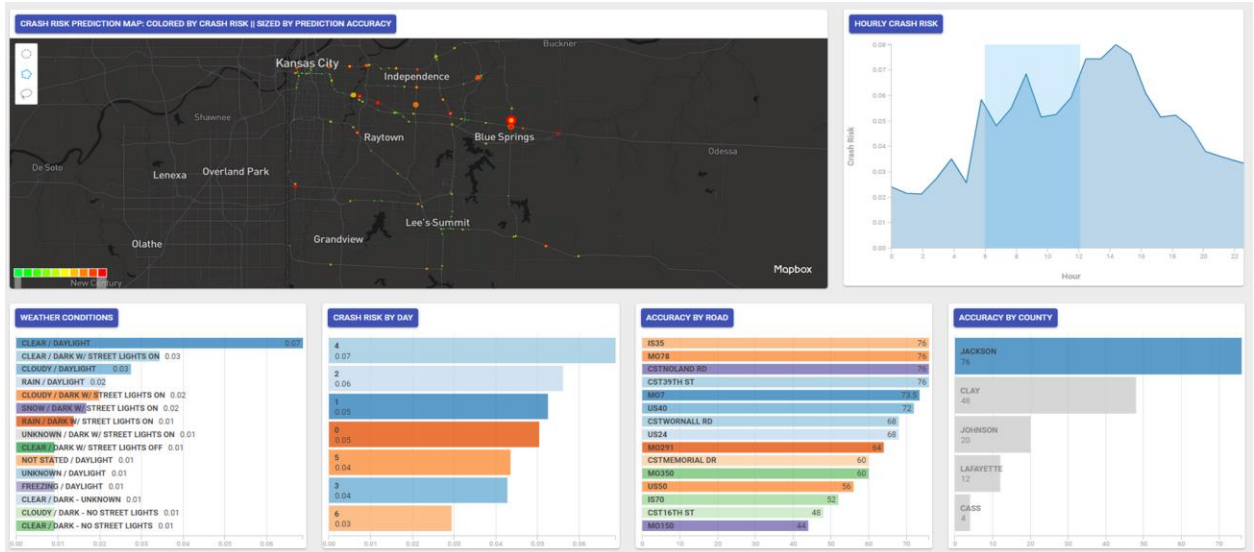 CRASH RISK PREDICTION MAP: COLORED BY CRASH RISK || SIZED BY PREDICTION ACCURACY
Buckner
Kansas City
Independence
Shawnee
Raytown
Blue Springs
Odessa
De Soto
Lenexa
Overland Park
Lee's Summit
Olathe
Grandview
New Century
Mapbox
HOURLY CRASH RISK
0.08
0.07
0.06
0.05
0.04
0.03
0.02
0.01
0.00
Crash Risk
0 2 4 6 8 10 12 14 16 18 20 22
Hour
WEATHER CONDITIONS
CLEAR / DAYLIGHT 0.07
CLEAR / DARK W/ STREET LIGHTS ON 0.03
CLOUDY / DAYLIGHT 0.03
RAIN / DAYLIGHT 0.02
CLOUDY / DARK W/ STREET LIGHTS ON 0.02
SNOW / DARK W/ STREET LIGHTS ON 0.02
RAIN / DARK W/ STREET LIGHTS ON 0.01
UNKNOWN / DARK W/ STREET LIGHTS ON 0.01
CLEAR / DARK W/ STREET LIGHTS OFF 0.01
NOT STATED / DAYLIGHT 0.01
UNKNOWN / DAYLIGHT 0.01
FREEZING / DAYLIGHT 0.01
CLEAR / DARK - UNKNOWN 0.01
CLOUDY / DARK - NO STREET LIGHTS 0.01
CLEAR / DARK - NO STREET LIGHTS 0.01
0.00 0.01 0.02 0.03 0.04 0.05 0.06
CRASH RISK BY DAY
4
0.07
2
0.06
1
0.05
0
0.05
5
0.04
3
0.04
6
0.03
0.00 0.01 0.02 0.03 0.04 0.05 0.06
ACCURACY BY ROAD
IS35 76
MO78 76
CSTNOLAND RD 76
CST39TH ST 76
MO7 73.5
US40 72
CSTWORNALL RD 68
US24 68
MO291 64
CSTMEMORIAL DR 60
MO350 60
US50 56
IS70 52
CST16TH ST 48
MO150 44
0 10 20 30 40 50 60 70
ACCURACY BY COUNTY
JACKSON
76
CLAY
48
JOHNSON
20
LAFAYETTE
12
CASS
4
0 10 20 30 40 50 60 70